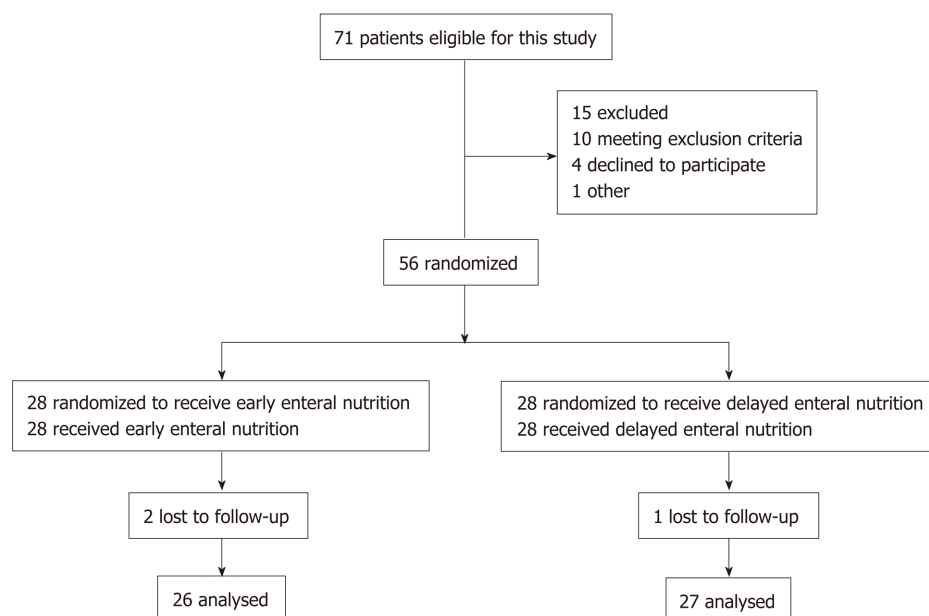 71 patients eligible for this study
15 excluded
10 meeting exclusion criteria
4 declined to participate
1 other
56 randomized
28 randomized to receive early enteral nutrition
28 received early enteral nutrition
28 randomized to receive delayed enteral nutrition
28 received delayed enteral nutrition
2 lost to follow-up
1 lost to follow-up
26 analysed
27 analysed